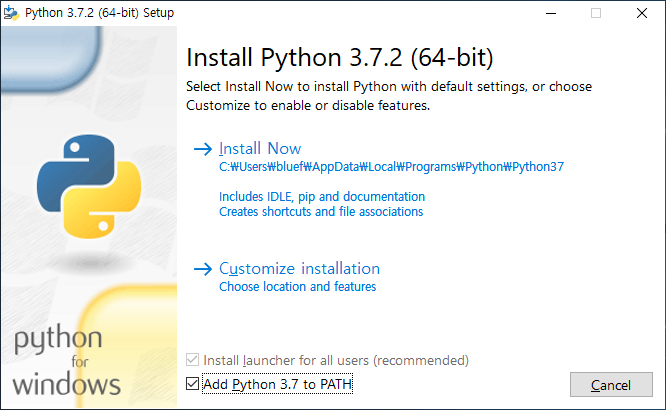 Python 3.7.2 (64-bit) Setup
Install Python 3.7.2 (64-bit)
Select Install Now to install Python with default settings, or choose
Customize to enable or disable features.
Install Now
C:₩Users₩bluef₩AppData₩Local₩Programs₩Python₩Python37
Includes IDLE, pip and documentation
Creates shortcuts and file associations
Customize installation
Choose location and features
python
for
windows
Install launcher for all users (recommended)
Add Python 3.7 to PATH
Cancel